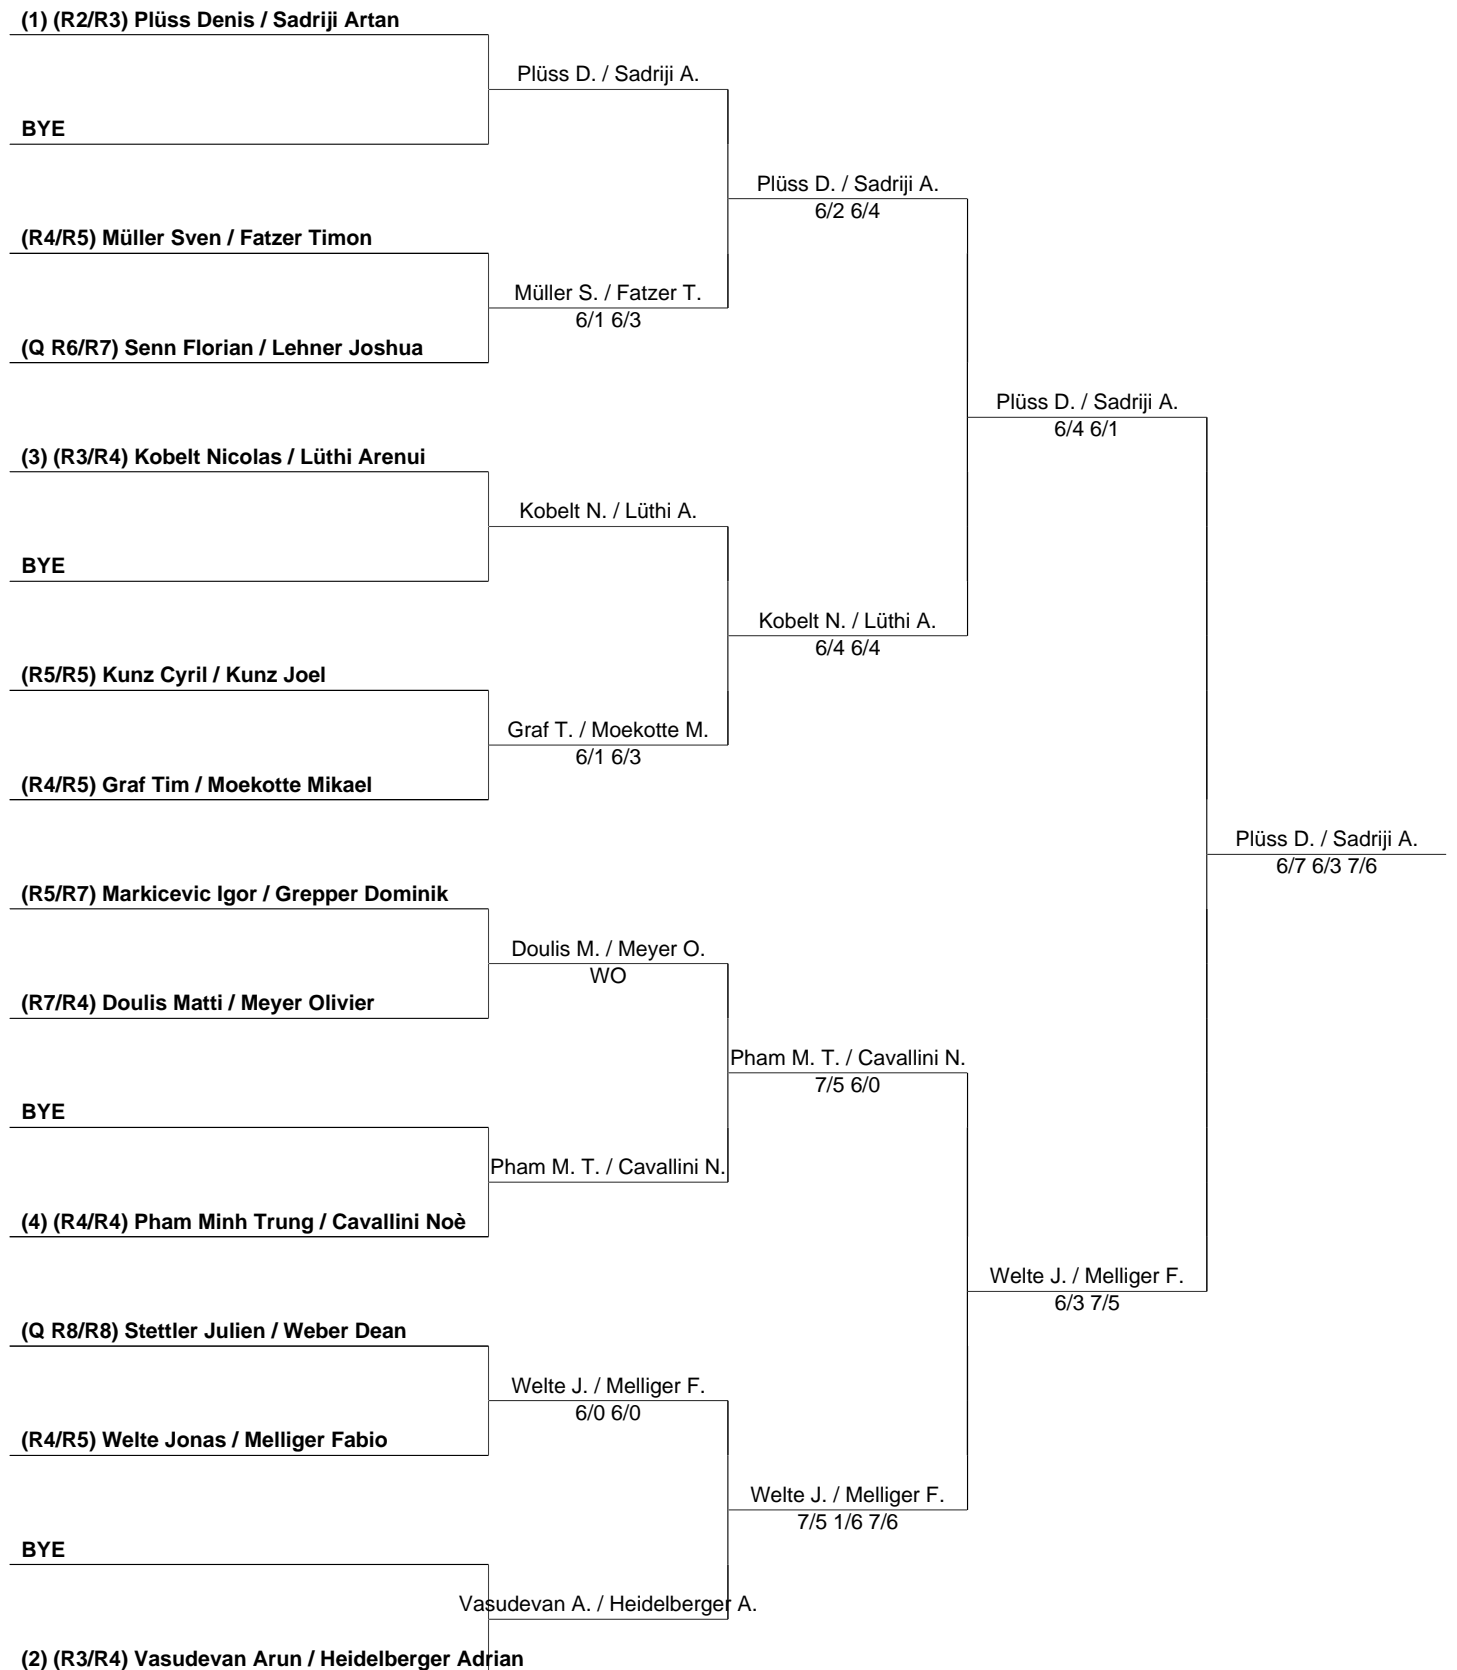 (1) (R2/R3) Plüss Denis / Sadriji Artan
Plüss D. / Sadriji A.
BYE
Plüss D. / Sadriji A.
6/2 6/4
(R4/R5) Müller Sven / Fatzer Timon
Müller S. / Fatzer T.
6/1 6/3
(Q R6/R7) Senn Florian / Lehner Joshua
Plüss D. / Sadriji A.
6/4 6/1
(3) (R3/R4) Kobelt Nicolas / Lüthi Arenui
Kobelt N. / Lüthi A.
BYE
Kobelt N. / Lüthi A.
6/4 6/4
(R5/R5) Kunz Cyril / Kunz Joel
Graf T. / Moekotte M.
6/1 6/3
(R4/R5) Graf Tim / Moekotte Mikael
Plüss D. / Sadriji A.
6/7 6/3 7/6
(R5/R7) Markicevic Igor / Grepper Dominik
Doulis M. / Meyer O.
WO
(R7/R4) Doulis Matti / Meyer Olivier
Pham M. T. / Cavallini N.
7/5 6/0
BYE
Pham M. T. / Cavallini N.
(4) (R4/R4) Pham Minh Trung / Cavallini Noè
Welte J. / Melliger F.
6/3 7/5
(Q R8/R8) Stettler Julien / Weber Dean
Welte J. / Melliger F.
6/0 6/0
(R4/R5) Welte Jonas / Melliger Fabio
Welte J. / Melliger F.
7/5 1/6 7/6
BYE
Vasudevan A. / Heidelberger A.
(2) (R3/R4) Vasudevan Arun / Heidelberger Adrian